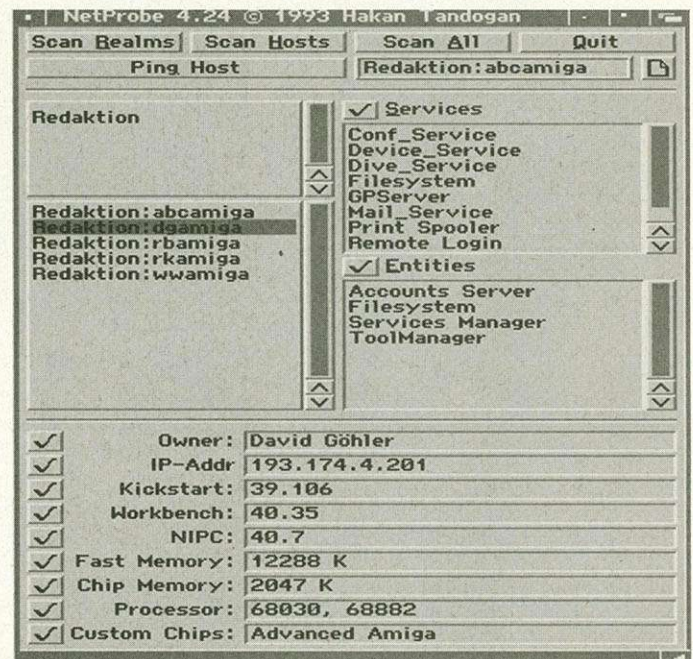 NetProbe 4.24 © 1993 Hakan Tandogan
Scan Realms
Scan Hosts
Scan All
Quit
Ping Host
Redaktion:abcamiga
Redaktion
Redaktion:abcamiga
Redaktion:dgamiga
Redaktion:rbamiga
Redaktion:rkamiga
Redaktion:wwamiga
Services
Conf_Service
Device_Service
Dive_Service
Filesystem
GPServer
Mail_Service
Print Spooler
Remote Login
Entities
Accounts Server
Filesystem
Services Manager
ToolManager
Owner: David Göhler
IP-Addr 193.174.4.201
Kickstart: 39.106
Workbench: 40.35
NIPC: 40.7
Fast Memory: 12288 K
Chip Memory: 2047 K
Processor: 68030, 68882
Custom Chips: Advanced Amiga